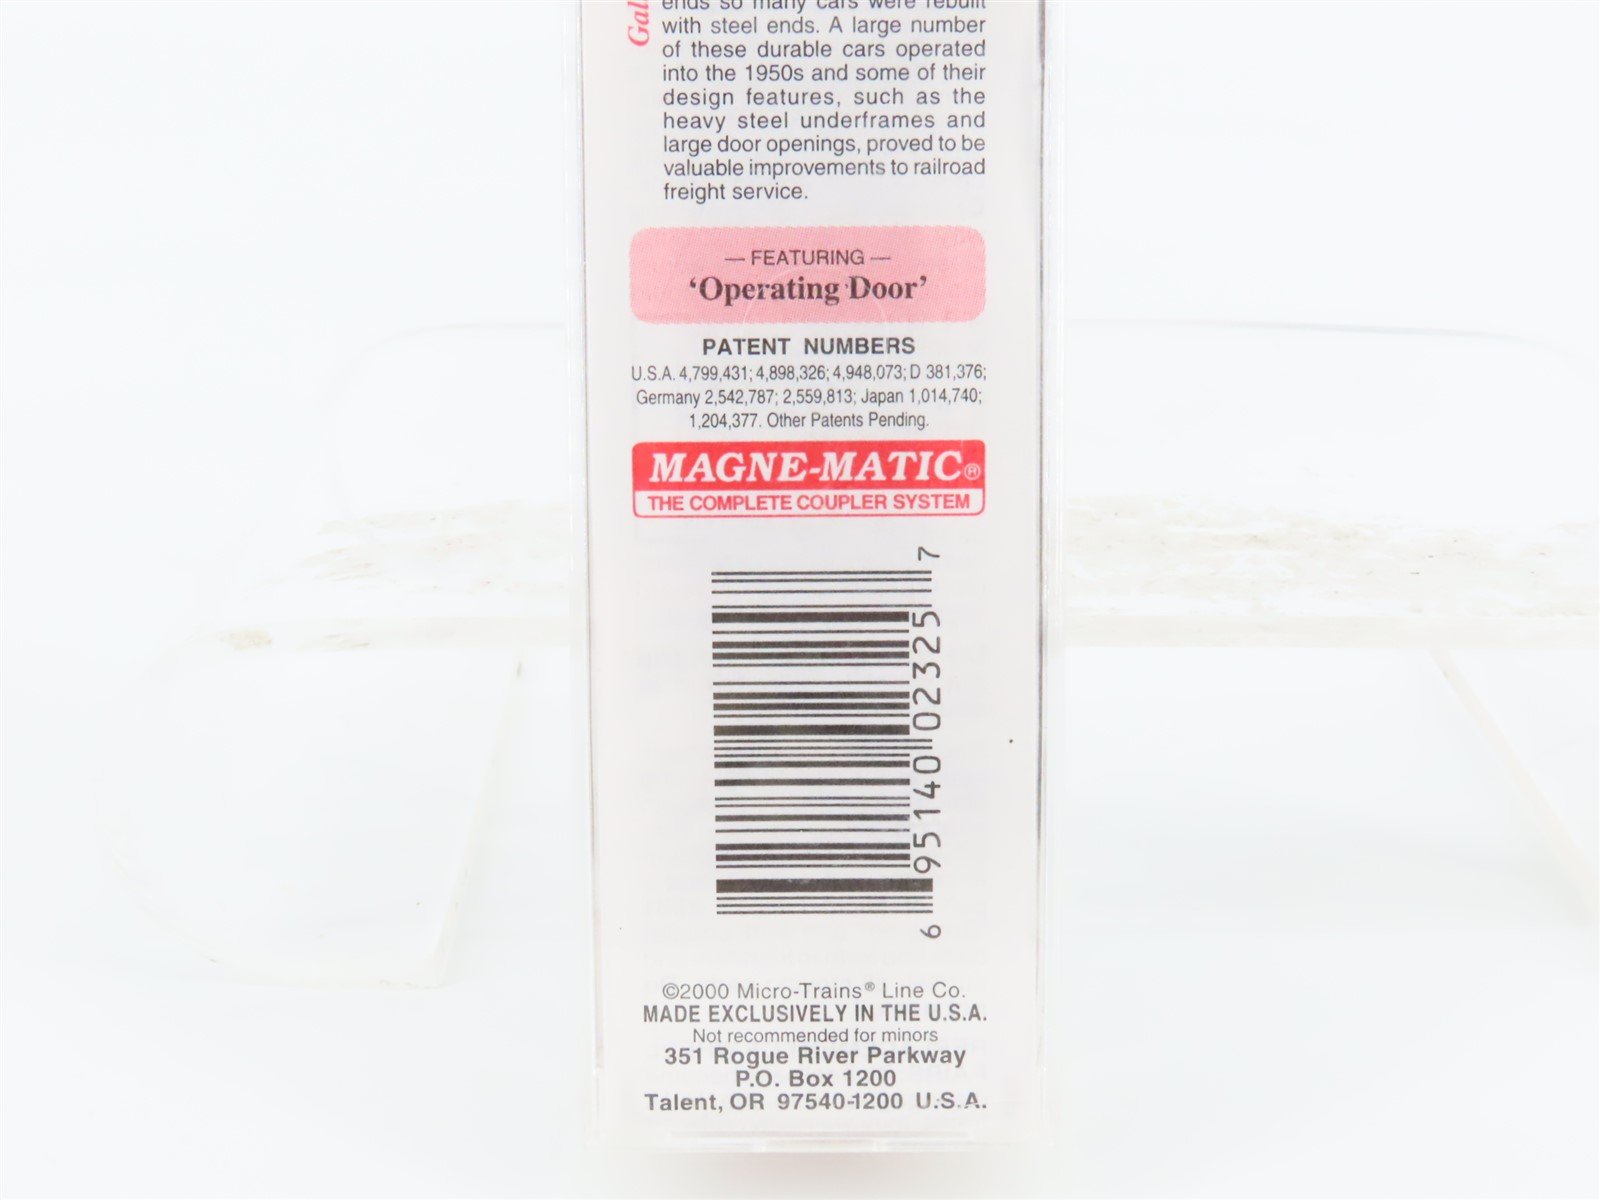 Gal
ends so many cars were rebuilt
with steel ends. A large number
of these durable cars operated
into the 1950s and some of their
design features, such as the
heavy steel underframes and
large door openings, proved to be
valuable improvements to railroad
freight service.
— FEATURING —
‘Operating Door’
PATENT NUMBERS
U.S.A. 4,799,431; 4,898,326; 4,948,073; D 381,376;
Germany 2,542,787; 2,559,813; Japan 1,014,740;
1,204,377. Other Patents Pending.
MAGNE-MATIC®
THE COMPLETE COUPLER SYSTEM
6 95140 02325 7
©2000 Micro-Trains® Line Co.
MADE EXCLUSIVELY IN THE U.S.A.
Not recommended for minors
351 Rogue River Parkway
P.O. Box 1200
Talent, OR 97540-1200 U.S.A.